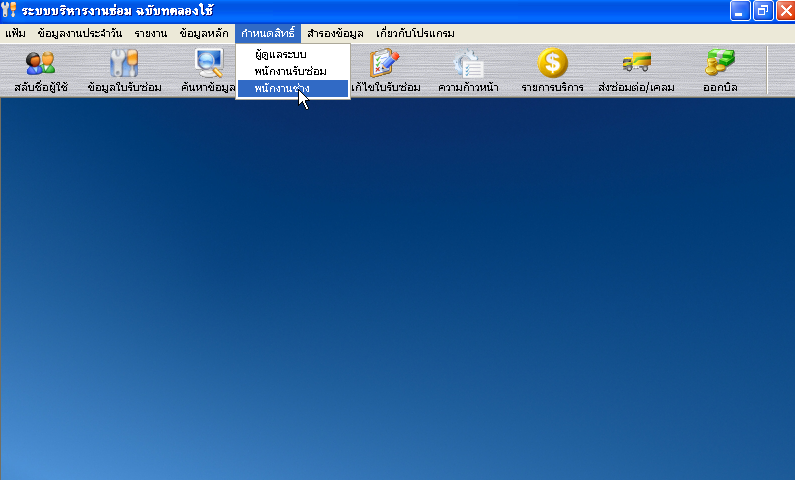 ระบบบริหารงานซ่อม ฉบับทดลองใช้
แฟ้ม ข้อมูลงานประจำวัน รายงาน ข้อมูลหลัก กำหนดสิทธิ์ สำรองข้อมูล เกี่ยวกับโปรแกรม
ผู้ดูแลระบบ
พนักงานรับซ่อม
พนักงานช่าง
สลับชื่อผู้ใช้ ข้อมูลใบรับซ่อม ค้นหาข้อมูล แก้ไขใบรับซ่อม ความก้าวหน้า รายการบริการ ส่งซ่อมต่อ/เคลม ออกบิล